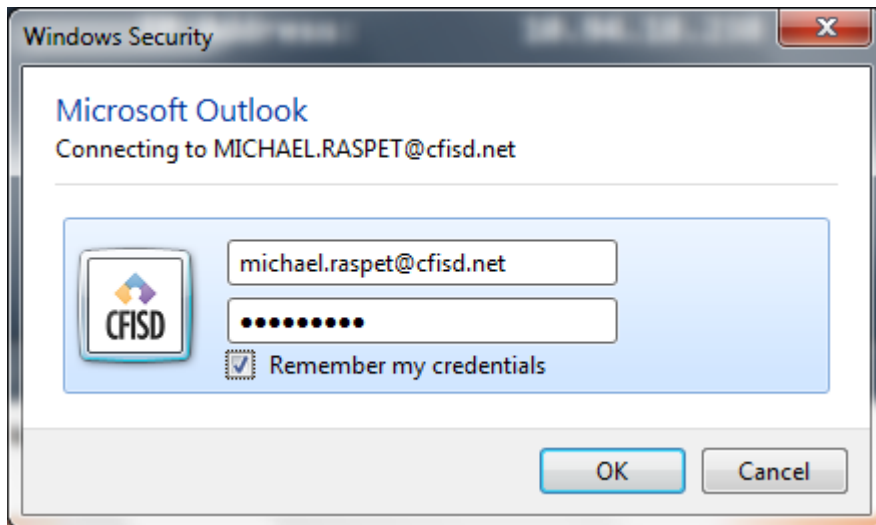 Windows Security
Microsoft Outlook
Connecting to MICHAEL.RASPET@cfisd.net
michael.raspet@cfisd.net
CFISD
●●●●●●●●●
Remember my credentials
OK
Cancel